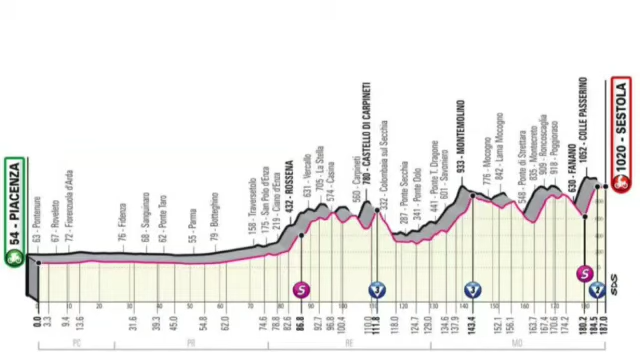 54 - PIACENZA
63 - Pontenure
67 - Roveleto
72 - Fiorenzuola d'Arda
76 - Fidenza
68 - Sanguinaro
62 - Ponte Taro
55 - Parma
79 - Botteghino
158 - Traversetolo
175 - San Polo d'Enza
219 - Ciano d'Enza
432 - ROSSENA
631 - Vercallo
705 - La Stella
574 - Casina
560 - Carpineti
780 - CASTELLO DI CARPINETI
332 - Colombaia sul Secchia
287 - Ponte Secchia
341 - Ponte Dolo
441 - Ponte T. Dragone
601 - Savoniero
933 - MONTEMOLINO
776 - Mocogno
842 - Lama Mocogno
548 - Ponte di Strettara
835 - Montecreto
909 - Roncoscaglia
918 - Poggioraso
630 - FANANO
1052 - COLLE PASSERINO
1020 - SESTOLA
S
S
0.0
3.3
9.4
13.6
31.6
39.3
45.0
54.8
62.0
74.6
78.8
82.6
86.8
92.7
96.8
100.4
110.4
111.8
118.0
124.7
129.0
134.6
137.9
143.4
152.1
156.1
163.7
167.4
170.6
174.2
180.2
184.5
187.0
PC
PR
RE
MO
SDS